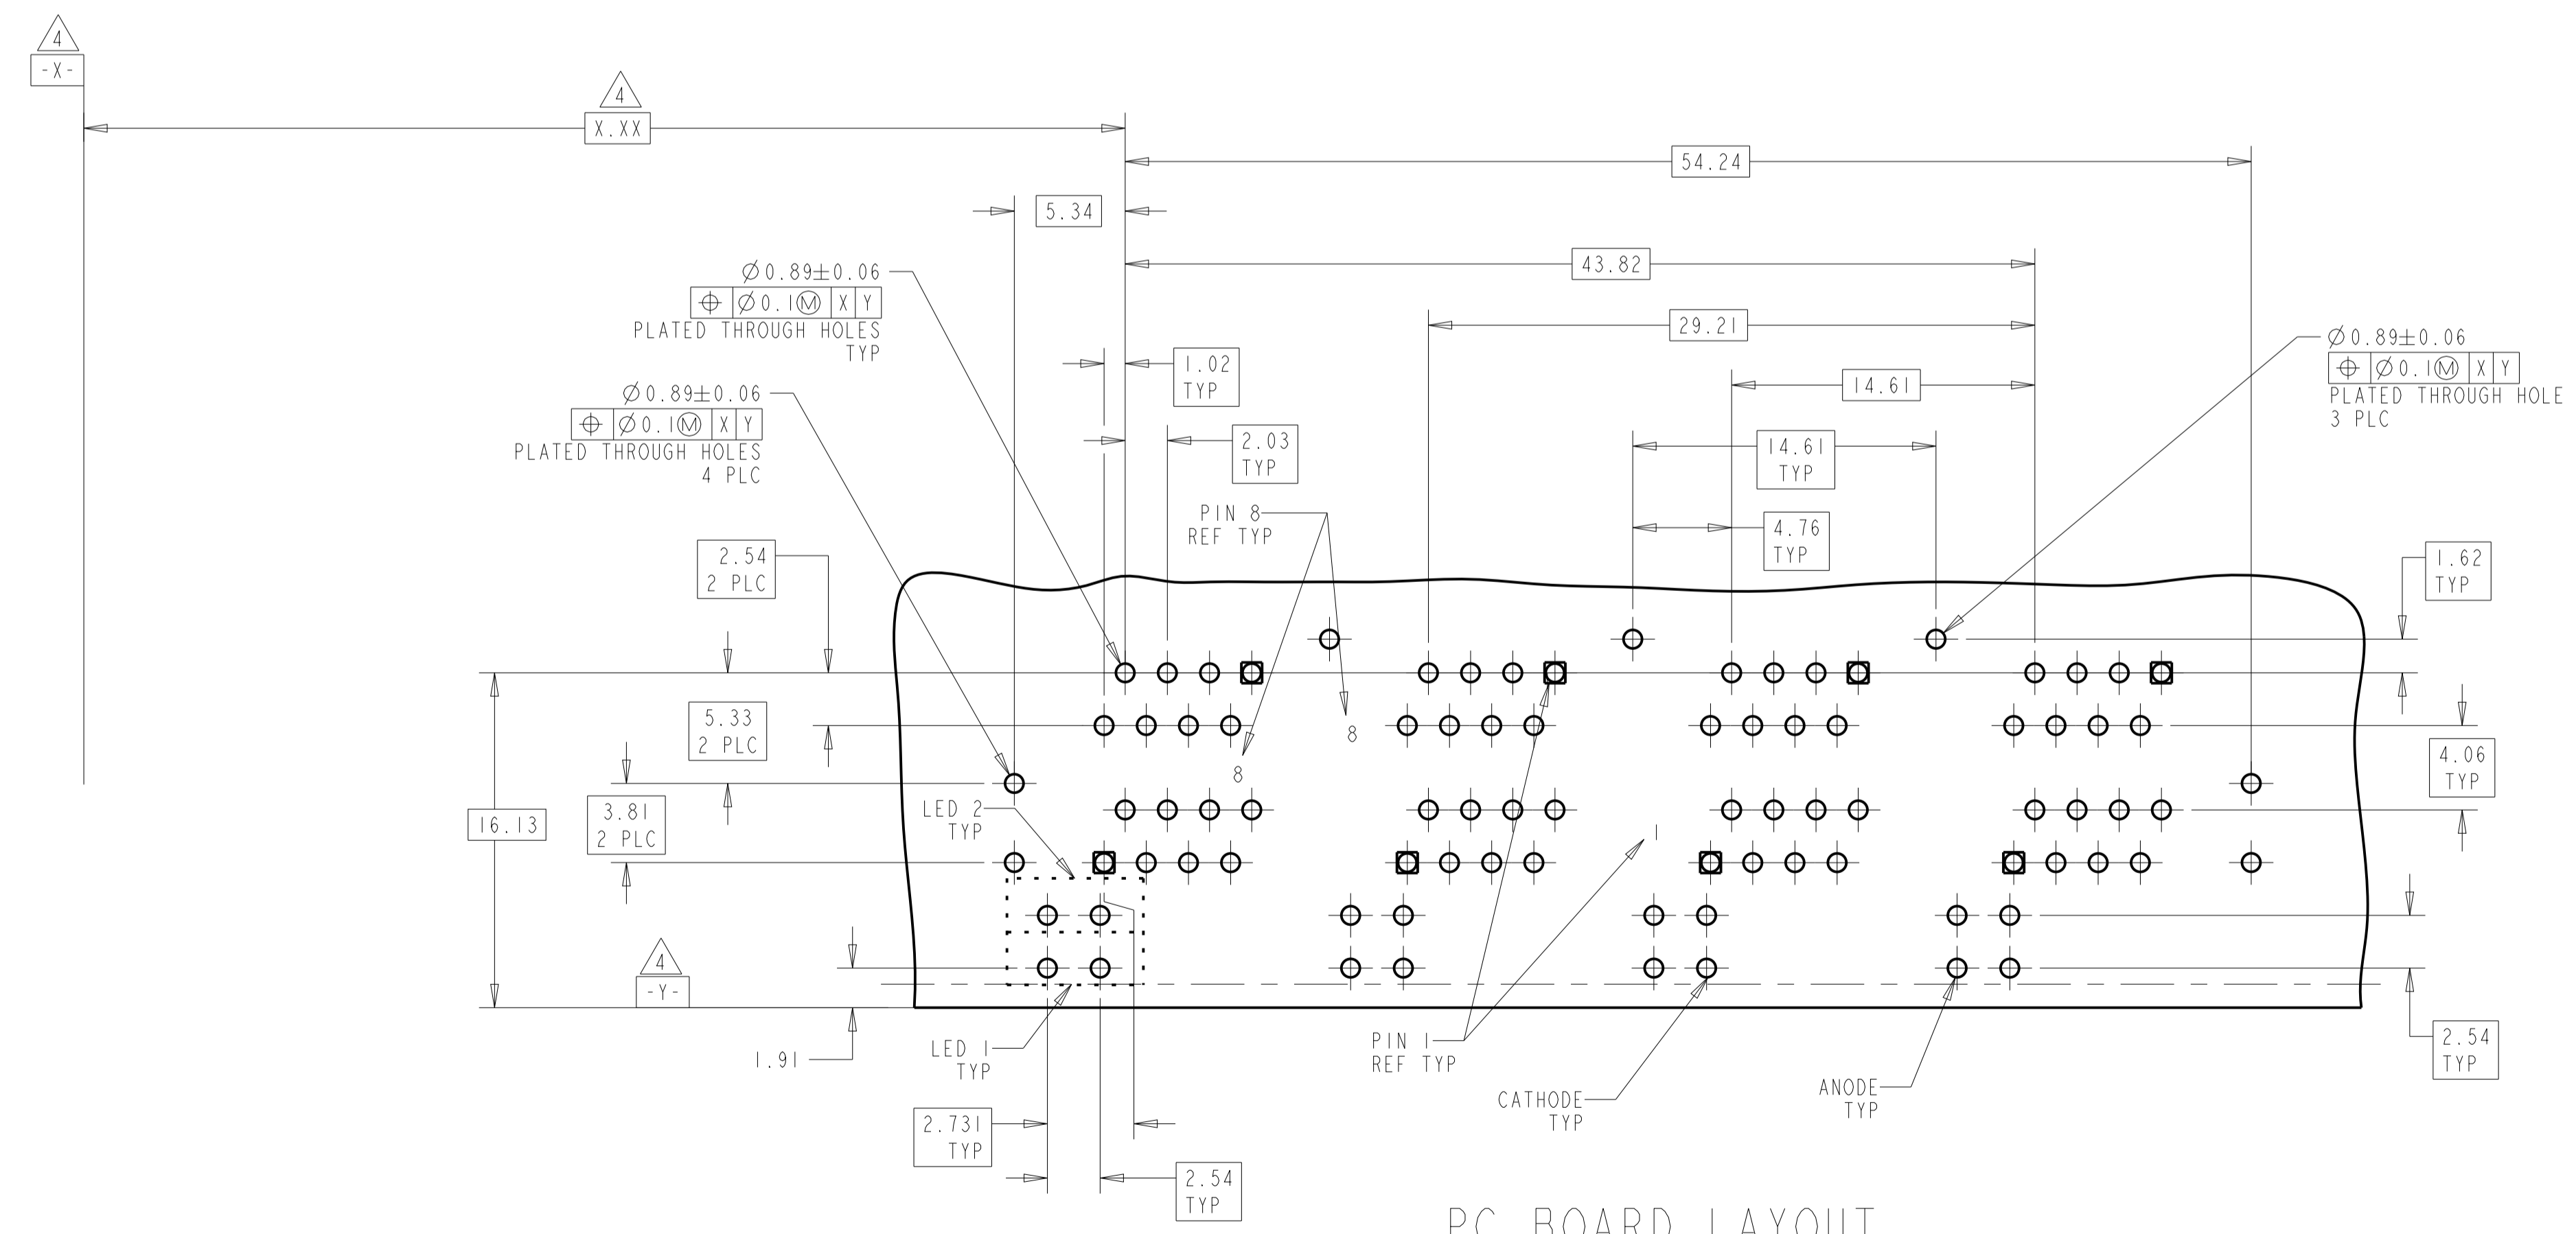 4
-X-
4
X.XX
54.24
5.34
43.82
Ø0.89±0.06
⌖ Ø0.1Ⓜ X Y
PLATED THROUGH HOLES
TYP
29.21
Ø0.89±0.06
⌖ Ø0.1Ⓜ X Y
PLATED THROUGH HOLE
3 PLC
1.02
TYP
14.61
Ø0.89±0.06
⌖ Ø0.1Ⓜ X Y
PLATED THROUGH HOLES
4 PLC
2.03
TYP
14.61
TYP
PIN 8
REF TYP
4.76
TYP
2.54
2 PLC
1.62
TYP
5.33
2 PLC
8
8
4.06
TYP
16.13
3.81
2 PLC
LED 2
TYP
1
4
-Y-
1.91
LED 1
TYP
PIN 1
REF TYP
2.54
TYP
CATHODE
TYP
ANODE
TYP
2.731
TYP
2.54
TYP
PC BOARD LAYOUT